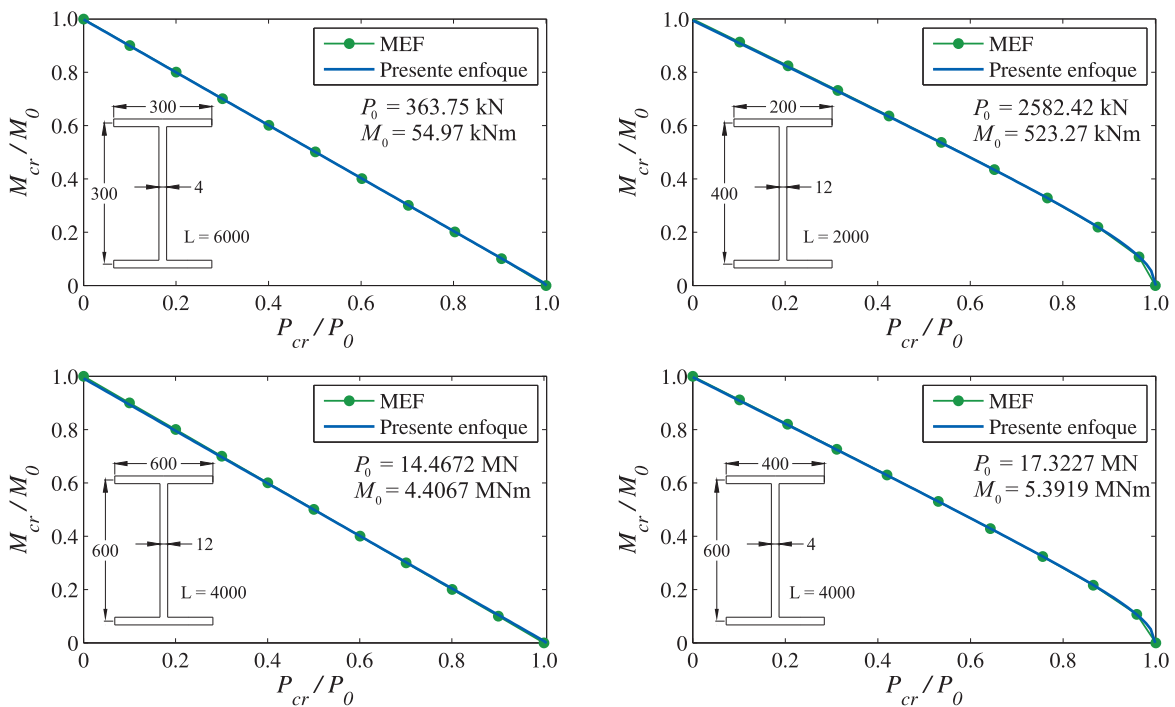 1.0
0.8
0.6
0.4
0.2
0
M_cr / M_0
MEF
Presente enfoque
P_0 = 363.75 kN
M_0 = 54.97 kNm
300
300
4
L = 6000
0 0.2 0.4 0.6 0.8 1.0
P_cr / P_0
1.0
0.8
0.6
0.4
0.2
0
M_cr / M_0
MEF
Presente enfoque
P_0 = 2582.42 kN
M_0 = 523.27 kNm
200
400
12
L = 2000
0 0.2 0.4 0.6 0.8 1.0
P_cr / P_0
1.0
0.8
0.6
0.4
0.2
0
M_cr / M_0
MEF
Presente enfoque
P_0 = 14.4672 MN
M_0 = 4.4067 MNm
600
600
12
L = 4000
0 0.2 0.4 0.6 0.8 1.0
P_cr / P_0
1.0
0.8
0.6
0.4
0.2
0
M_cr / M_0
MEF
Presente enfoque
P_0 = 17.3227 MN
M_0 = 5.3919 MNm
400
600
4
L = 4000
0 0.2 0.4 0.6 0.8 1.0
P_cr / P_0